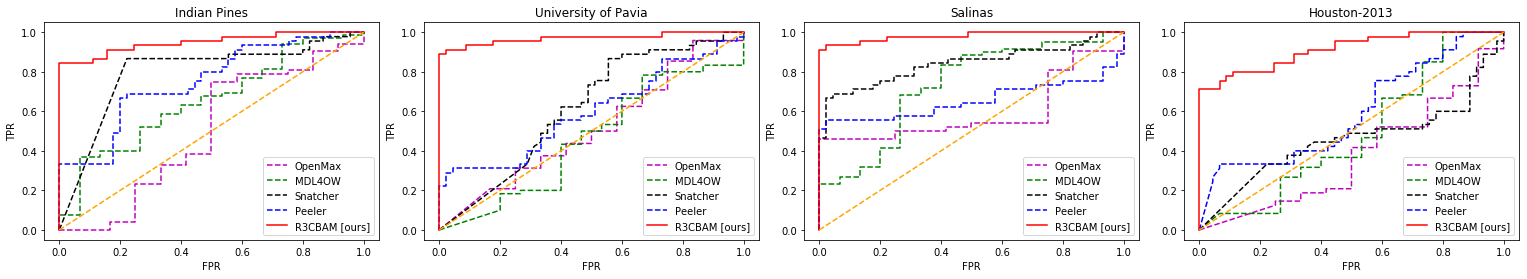 Indian Pines
TPR
1.0
0.8
0.6
0.4
0.2
0.0
OpenMax
MDL4OW
Snatcher
Peeler
R3CBAM [ours]
0.0 0.2 0.4 0.6 0.8 1.0
FPR
University of Pavia
TPR
1.0
0.8
0.6
0.4
0.2
0.0
OpenMax
MDL4OW
Snatcher
Peeler
R3CBAM [ours]
0.0 0.2 0.4 0.6 0.8 1.0
FPR
Salinas
TPR
1.0
0.8
0.6
0.4
0.2
0.0
OpenMax
MDL4OW
Snatcher
Peeler
R3CBAM [ours]
0.0 0.2 0.4 0.6 0.8 1.0
FPR
Houston-2013
TPR
1.0
0.8
0.6
0.4
0.2
0.0
OpenMax
MDL4OW
Snatcher
Peeler
R3CBAM [ours]
0.0 0.2 0.4 0.6 0.8 1.0
FPR